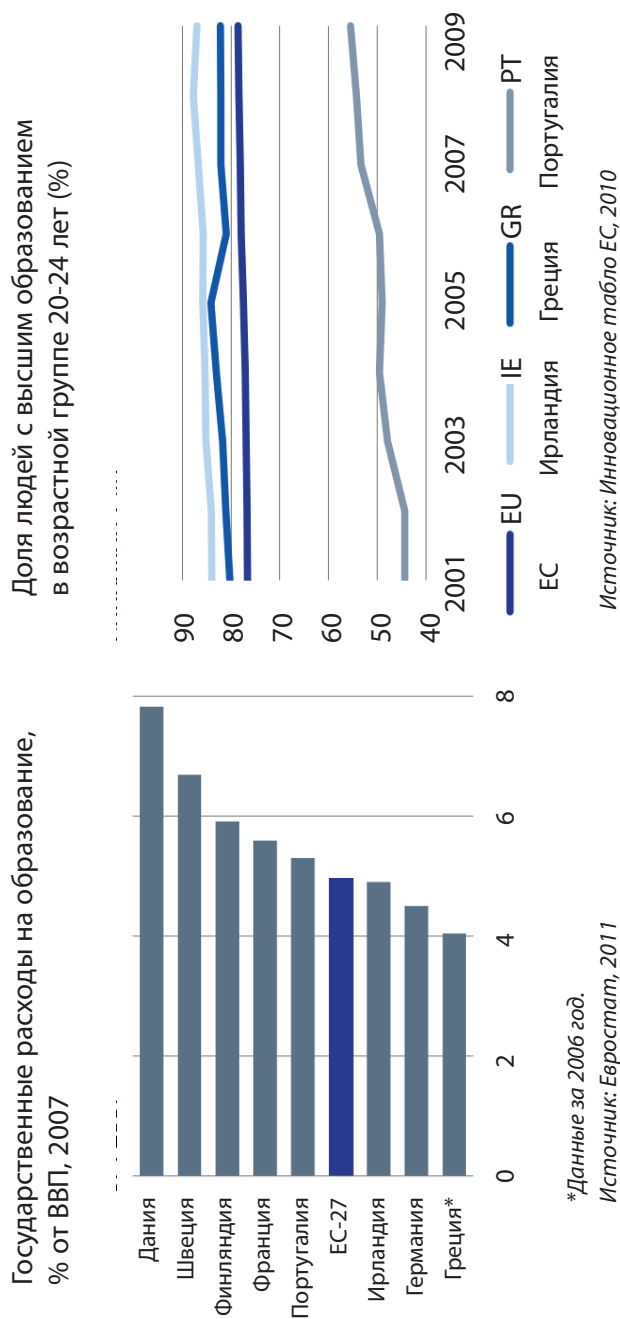 Государственные расходы на образование,
% от ВВП, 2007
Дания
Швеция
Финляндия
Франция
Португалия
ЕС-27
Ирландия
Германия
Греция*
0 2 4 6 8
*Данные за 2006 год.
Источник: Евростат, 2011
Доля людей с высшим образованием
в возрастной группе 20-24 лет (%)
90
80
70
60
50
40
2001 2003 2005 2007 2009
EU IE GR PT
ЕС Ирландия Греция Португалия
Источник: Инновационное табло ЕС, 2010